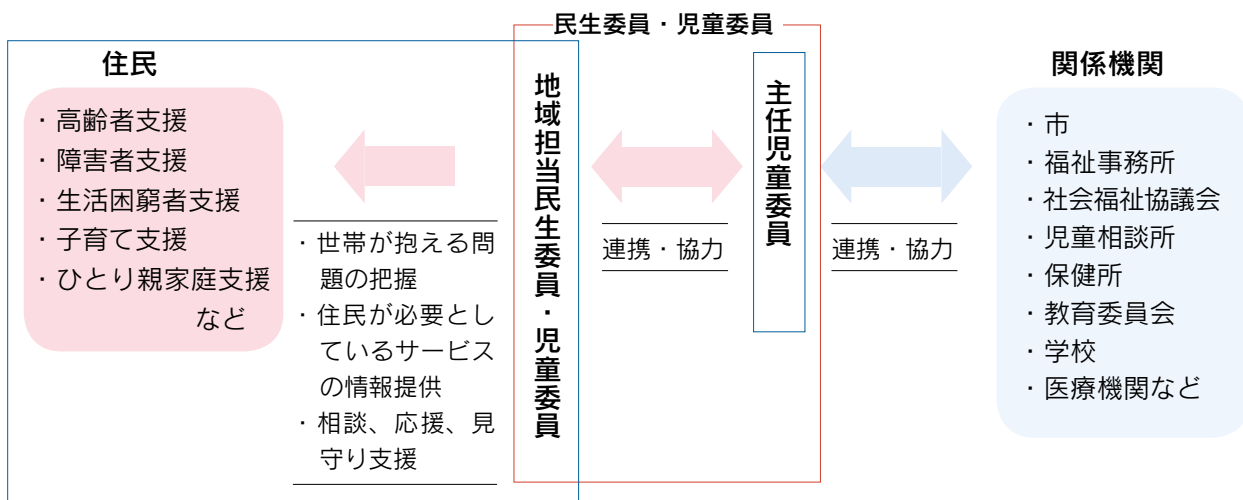 民生委員・児童委員
住民
・高齢者支援
・障害者支援
・生活困窮者支援
・子育て支援
・ひとり親家庭支援
など
・世帯が抱える問
題の把握
・住民が必要とし
ているサービス
の情報提供
・相談、応援、見
守り支援
地域担当民生委員・児童委員
連携・協力
主任児童委員
連携・協力
関係機関
・市
・福祉事務所
・社会福祉協議会
・児童相談所
・保健所
・教育委員会
・学校
・医療機関など